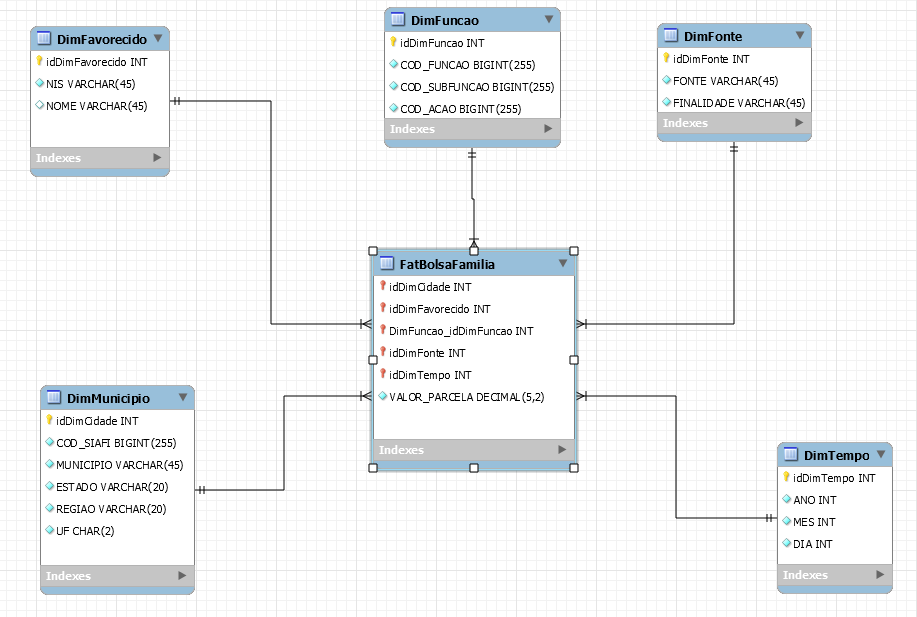 DimFavorecido
idDimFavorecido INT
NIS VARCHAR(45)
NOME VARCHAR(45)
Indexes
DimFuncao
idDimFuncao INT
COD_FUNCAO BIGINT(255)
COD_SUBFUNCAO BIGINT(255)
COD_ACAO BIGINT(255)
Indexes
DimFonte
idDimFonte INT
FONTE VARCHAR(45)
FINALIDADE VARCHAR(45)
Indexes
FatBolsaFamilia
idDimCidade INT
idDimFavorecido INT
DimFuncao_idDimFuncao INT
idDimFonte INT
idDimTempo INT
VALOR_PARCELA DECIMAL(5,2)
Indexes
DimMunicipio
idDimCidade INT
COD_SIAFI BIGINT(255)
MUNICIPIO VARCHAR(45)
ESTADO VARCHAR(20)
REGIAO VARCHAR(20)
UF CHAR(2)
Indexes
DimTempo
idDimTempo INT
ANO INT
MES INT
DIA INT
Indexes